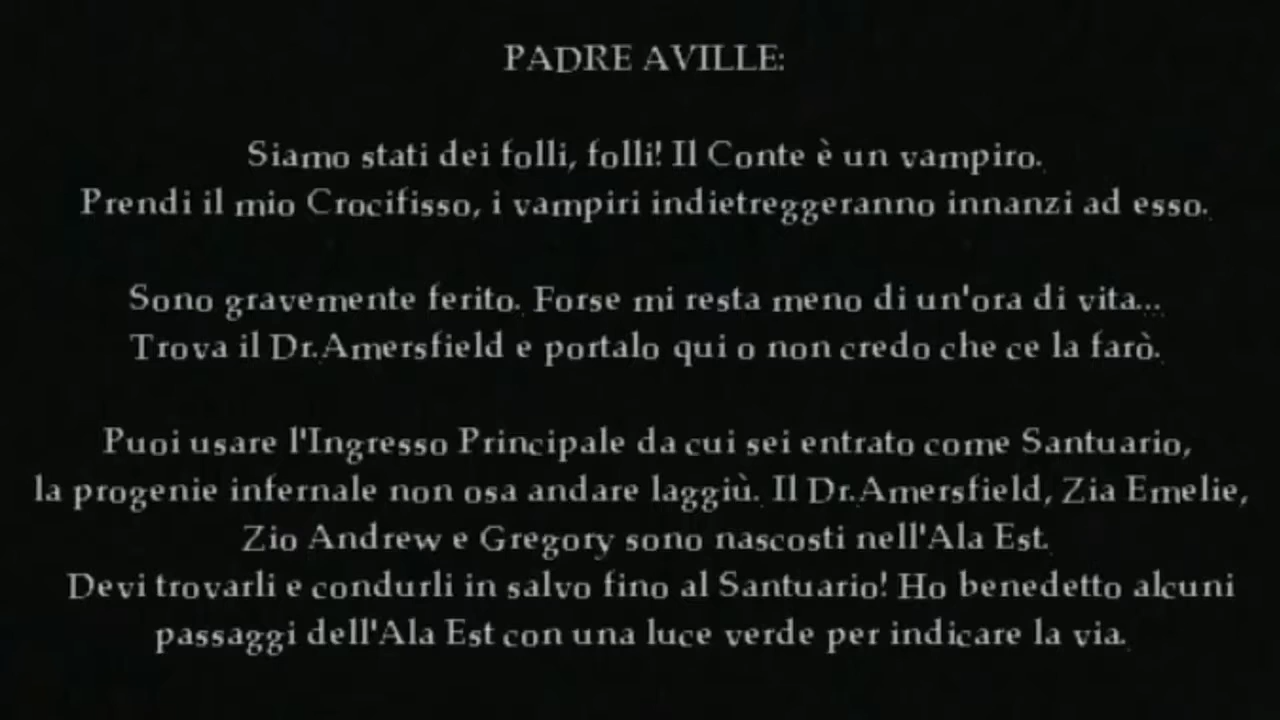 PADRE AVILLE:
Siamo stati dei folli, folli! Il Conte è un vampiro.
Prendi il mio Crocifisso, i vampiri indietreggeranno innanzi ad esso.
Sono gravemente ferito. Forse mi resta meno di un'ora di vita...
Trova il Dr.Amersfield e portalo qui o non credo che ce la farò.
Puoi usare l'Ingresso Principale da cui sei entrato come Santuario,
la progenie infernale non osa andare laggiù. Il Dr.Amersfield, Zia Emelie,
Zio Andrew e Gregory sono nascosti nell'Ala Est.
Devi trovarli e condurli in salvo fino al Santuario! Ho benedetto alcuni
passaggi dell'Ala Est con una luce verde per indicare la via.